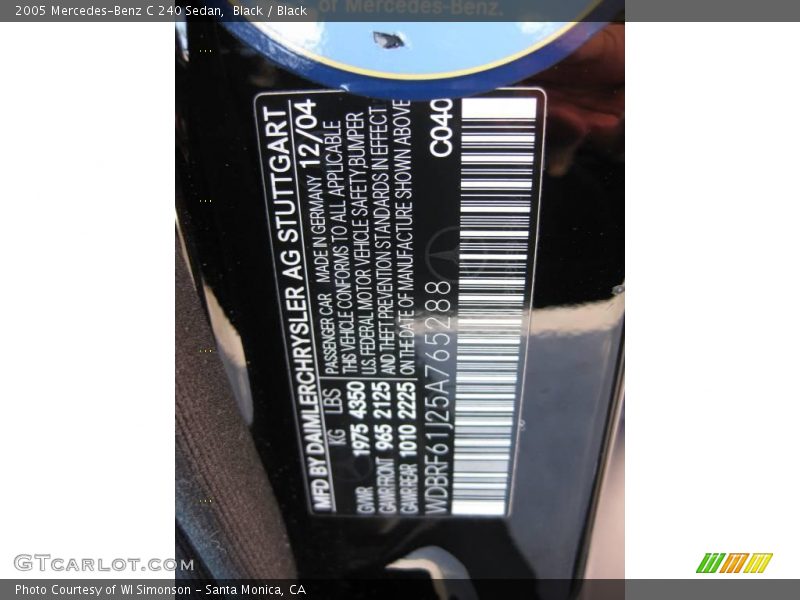 2005 Mercedes-Benz C 240 Sedan, Black / Black
of Mercedes-Benz.
MFD BY DAIMLERCHRYSLER AG STUTTGART
KG LBS PASSENGER CAR MADE IN GERMANY 12/04
GVWR 1975 4350 THIS VEHICLE CONFORMS TO ALL APPLICABLE
U.S. FEDERAL MOTOR VEHICLE SAFETY,BUMPER
GAWR FRONT 965 2125 AND THEFT PREVENTION STANDARDS IN EFFECT
GAWR REAR 1010 2225 ON THE DATE OF MANUFACTURE SHOWN ABOVE
WDBRF61J25A765288 C040
GTCarlot.com
Photo Courtesy of WI Simonson - Santa Monica, CA